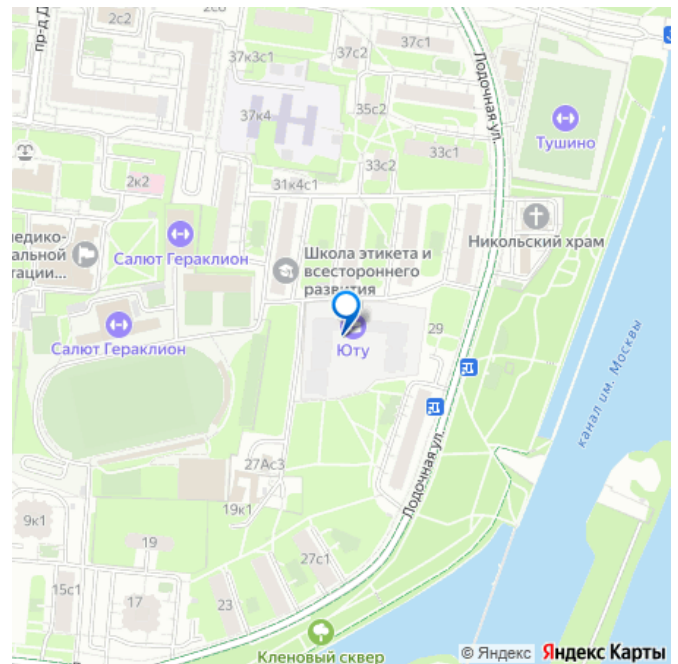 2с2
2с8
пр-д Д
37к3с1
37с2
37с1
Лодочная ул.
37к4
35с2
Тушино
33с2
33с1
2к2
31к4с1
Никольский храм
едико-
альной
тации...
Салют Гераклион
Школа этикета и
всестороннего
развития
Салют Гераклион
Юту
29
канал им. Москвы
27Ас3
19к1
Лодочная ул.
9к1
19
27с1
15с1
17
23
Кленовый сквер
© Яндекс Яндекс Карты